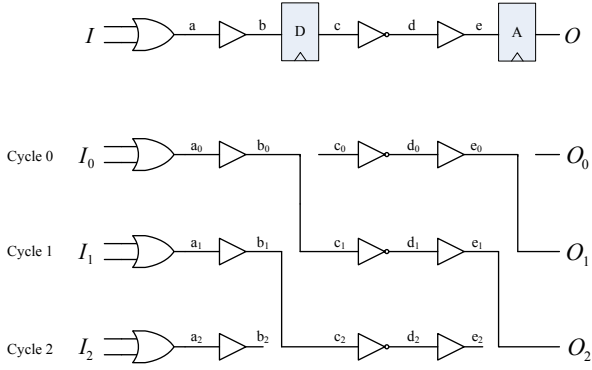 I a b D c d e A O
Cycle 0 I₀ a₀ b₀ c₀ d₀ e₀ O₀
Cycle 1 I₁ a₁ b₁ c₁ d₁ e₁ O₁
Cycle 2 I₂ a₂ b₂ c₂ d₂ e₂ O₂